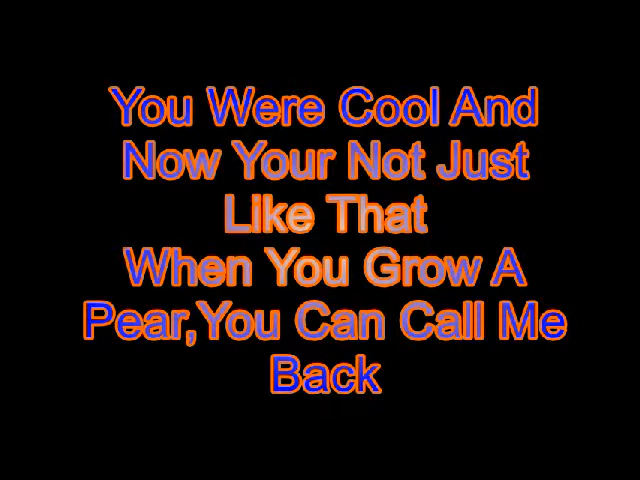 You Were Cool And
Now Your Not Just
Like That
When You Grow A
Pear,You Can Call Me
Back